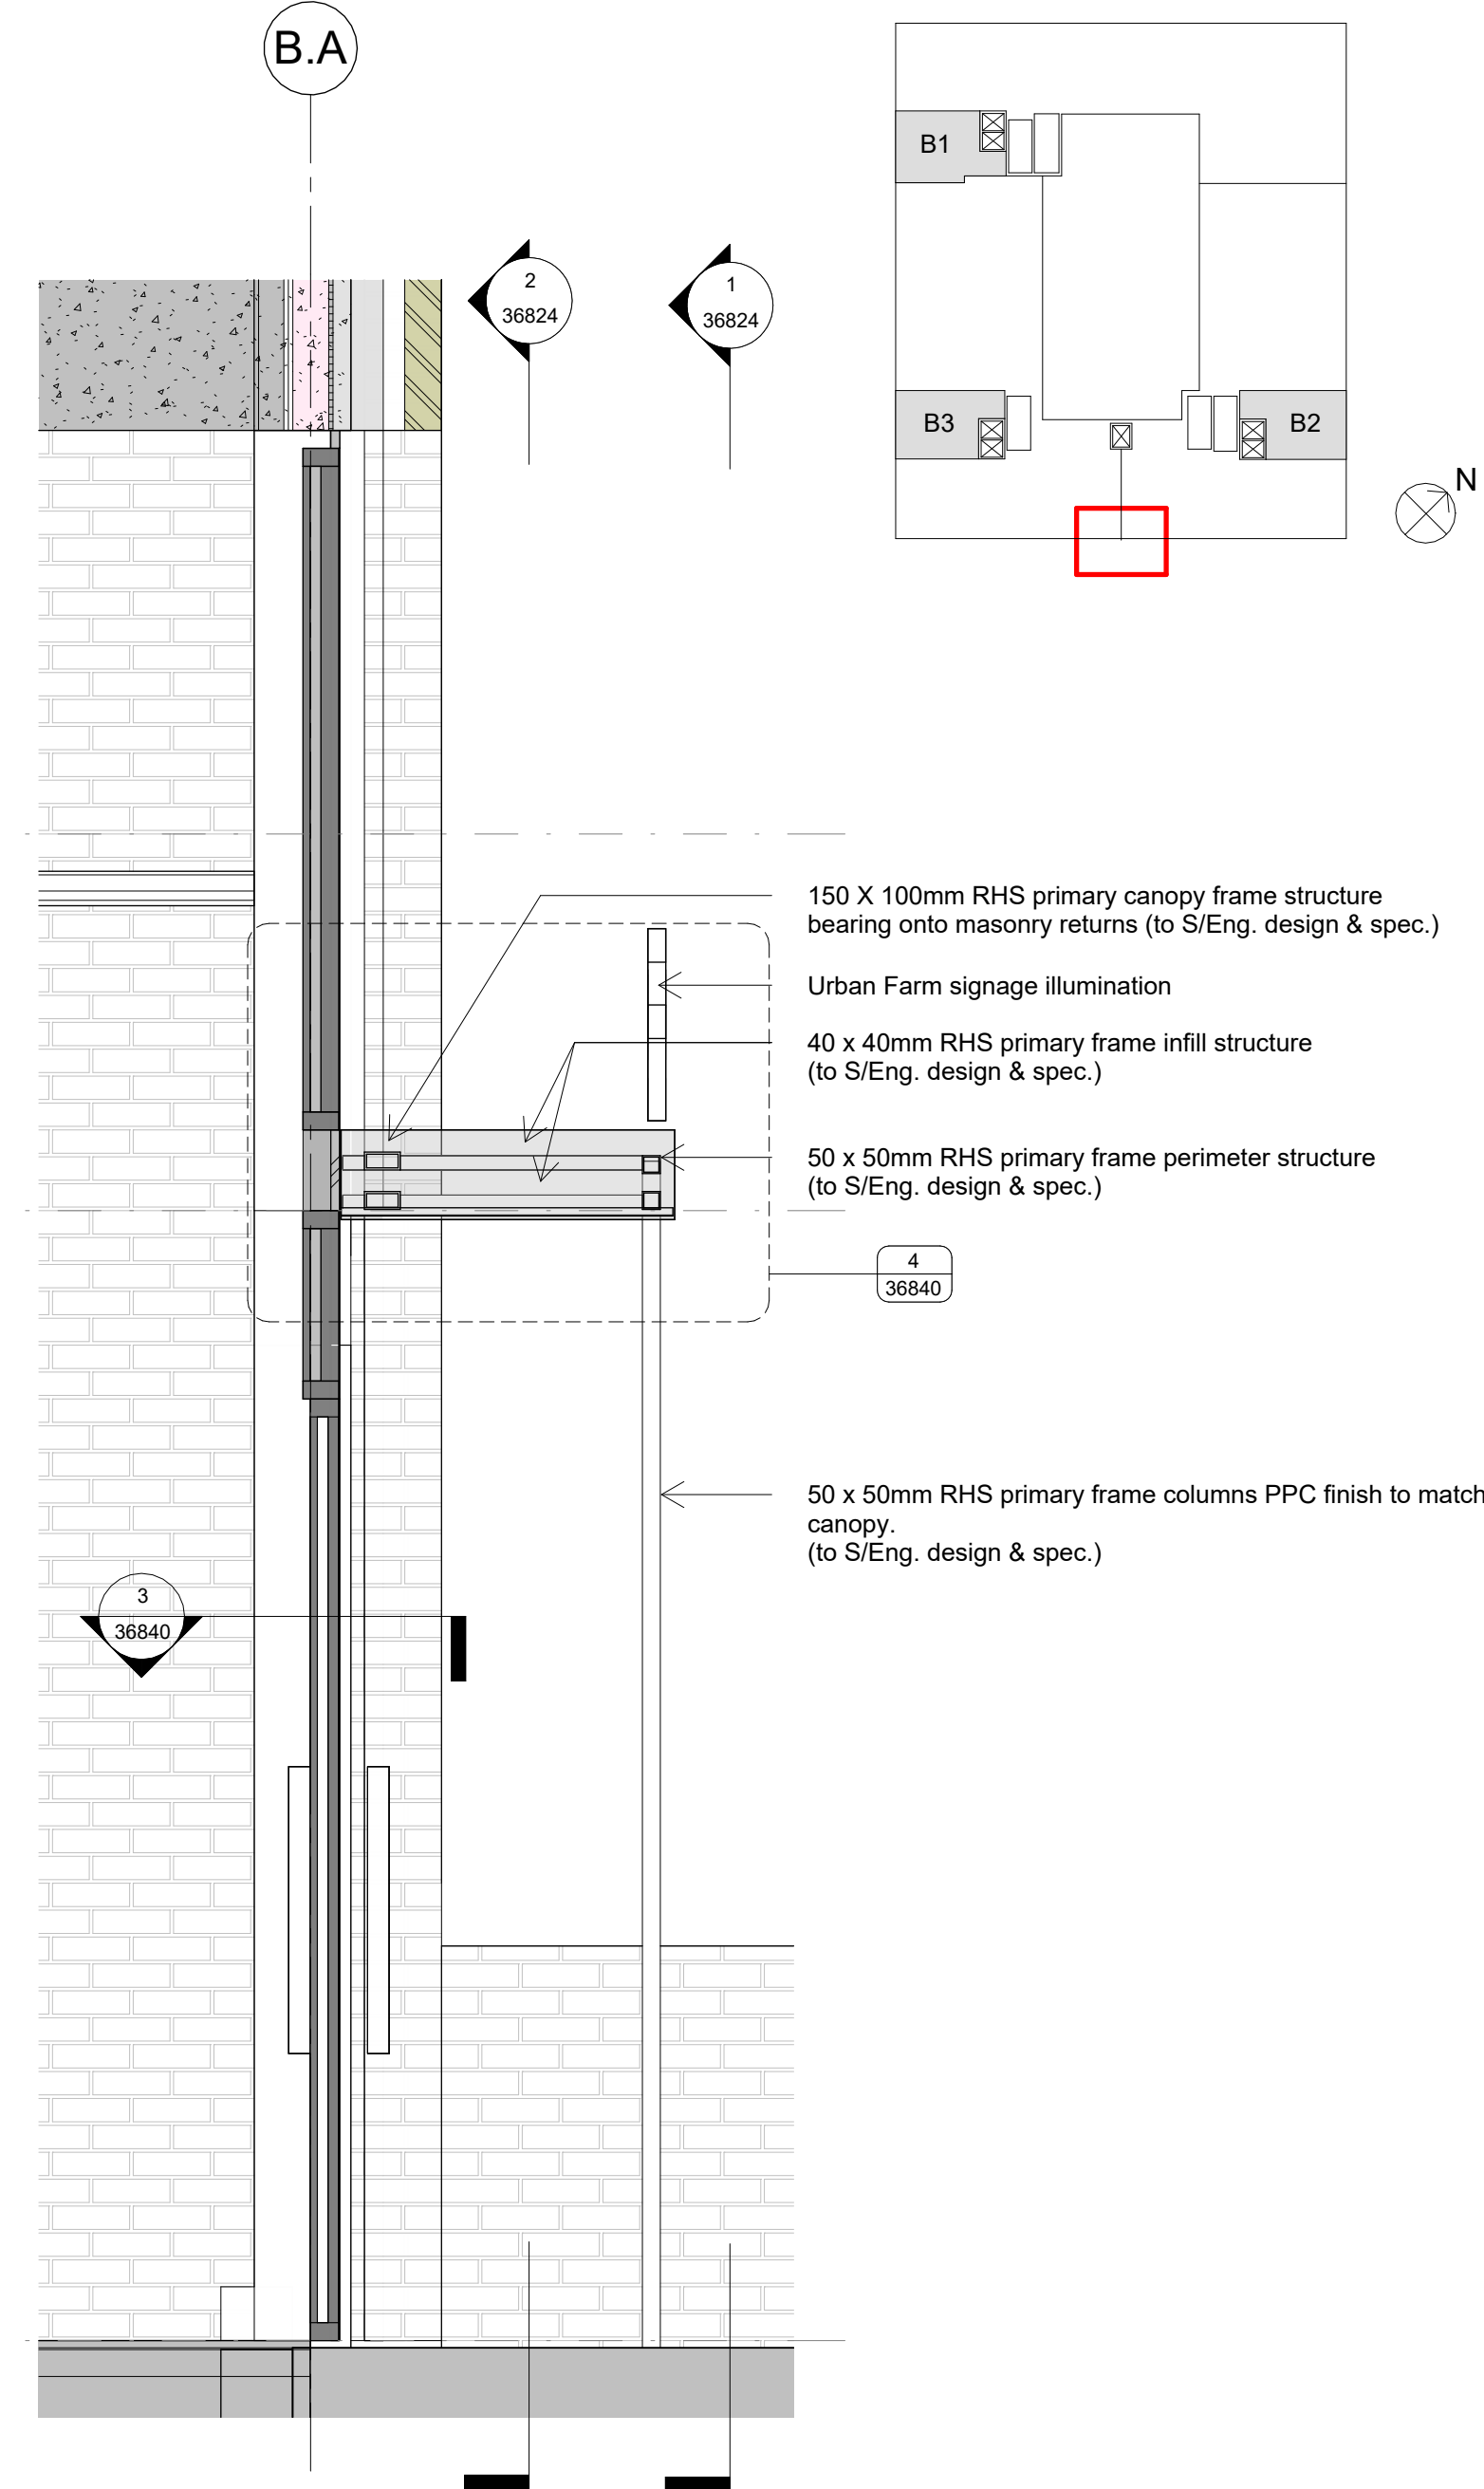 B.A
B1
2
36824
1
36824
B3
B2
N
150 X 100mm RHS primary canopy frame structure
bearing onto masonry returns (to S/Eng. design & spec.)
Urban Farm signage illumination
40 x 40mm RHS primary frame infill structure
(to S/Eng. design & spec.)
50 x 50mm RHS primary frame perimeter structure
(to S/Eng. design & spec.)
4
36840
50 x 50mm RHS primary frame columns PPC finish to match
canopy.
(to S/Eng. design & spec.)
3
36840